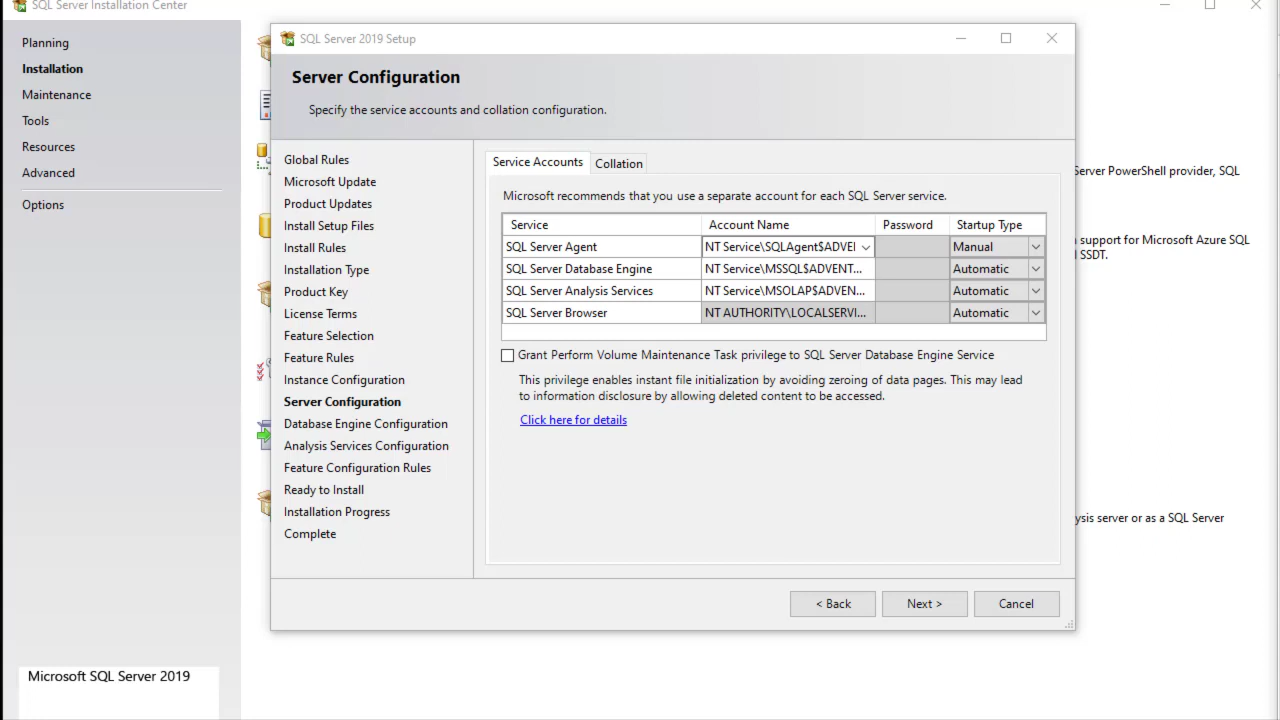 SQL Server Installation Center
Planning
Installation
Maintenance
Tools
Resources
Advanced
Options
Microsoft SQL Server 2019
SQL Server 2019 Setup
Server Configuration
Specify the service accounts and collation configuration.
Global Rules
Microsoft Update
Product Updates
Install Setup Files
Install Rules
Installation Type
Product Key
License Terms
Feature Selection
Feature Rules
Instance Configuration
Server Configuration
Database Engine Configuration
Analysis Services Configuration
Feature Configuration Rules
Ready to Install
Installation Progress
Complete
Service Accounts Collation
Microsoft recommends that you use a separate account for each SQL Server service.
Service Account Name Password Startup Type
SQL Server Agent NT Service\SQLAgent$ADVE Manual
SQL Server Database Engine NT Service\MSSQL$ADVENT... Automatic
SQL Server Analysis Services NT Service\MSOLAP$ADVEN... Automatic
SQL Server Browser NT AUTHORITY\LOCALSERVI... Automatic
Grant Perform Volume Maintenance Task privilege to SQL Server Database Engine Service
This privilege enables instant file initialization by avoiding zeroing of data pages. This may lead
to information disclosure by allowing deleted content to be accessed.
Click here for details
< Back Next > Cancel
Server PowerShell provider, SQL
support for Microsoft Azure SQL
SSDT.
ysis server or as a SQL Server